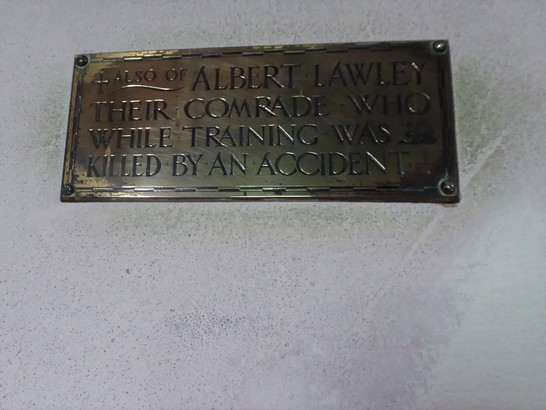 + ALSO OF ALBERT LAWLEY
THEIR COMRADE · WHO
WHILE · TRAINING · WAS
KILLED · BY · AN · ACCIDENT +